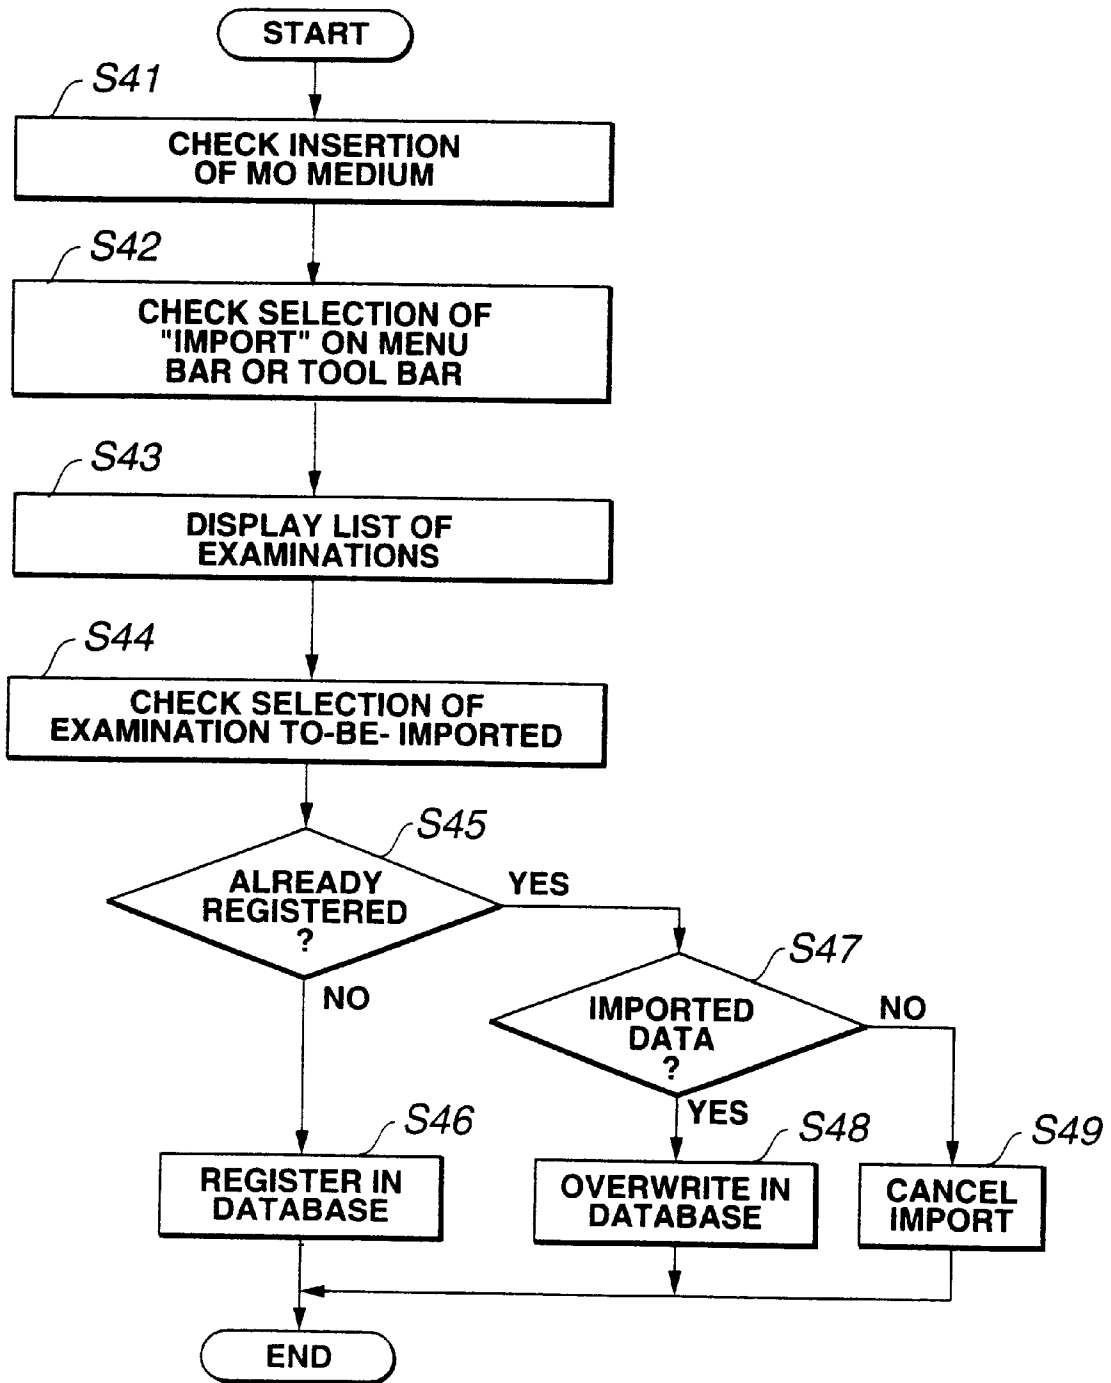 START
S41
CHECK INSERTION
OF MO MEDIUM
S42
CHECK SELECTION OF
"IMPORT" ON MENU
BAR OR TOOL BAR
S43
DISPLAY LIST OF
EXAMINATIONS
S44
CHECK SELECTION OF
EXAMINATION TO-BE- IMPORTED
S45
ALREADY
REGISTERED
?
YES
NO
S47
IMPORTED
DATA
?
NO
YES
S46
REGISTER IN
DATABASE
S48
OVERWRITE IN
DATABASE
S49
CANCEL
IMPORT
END